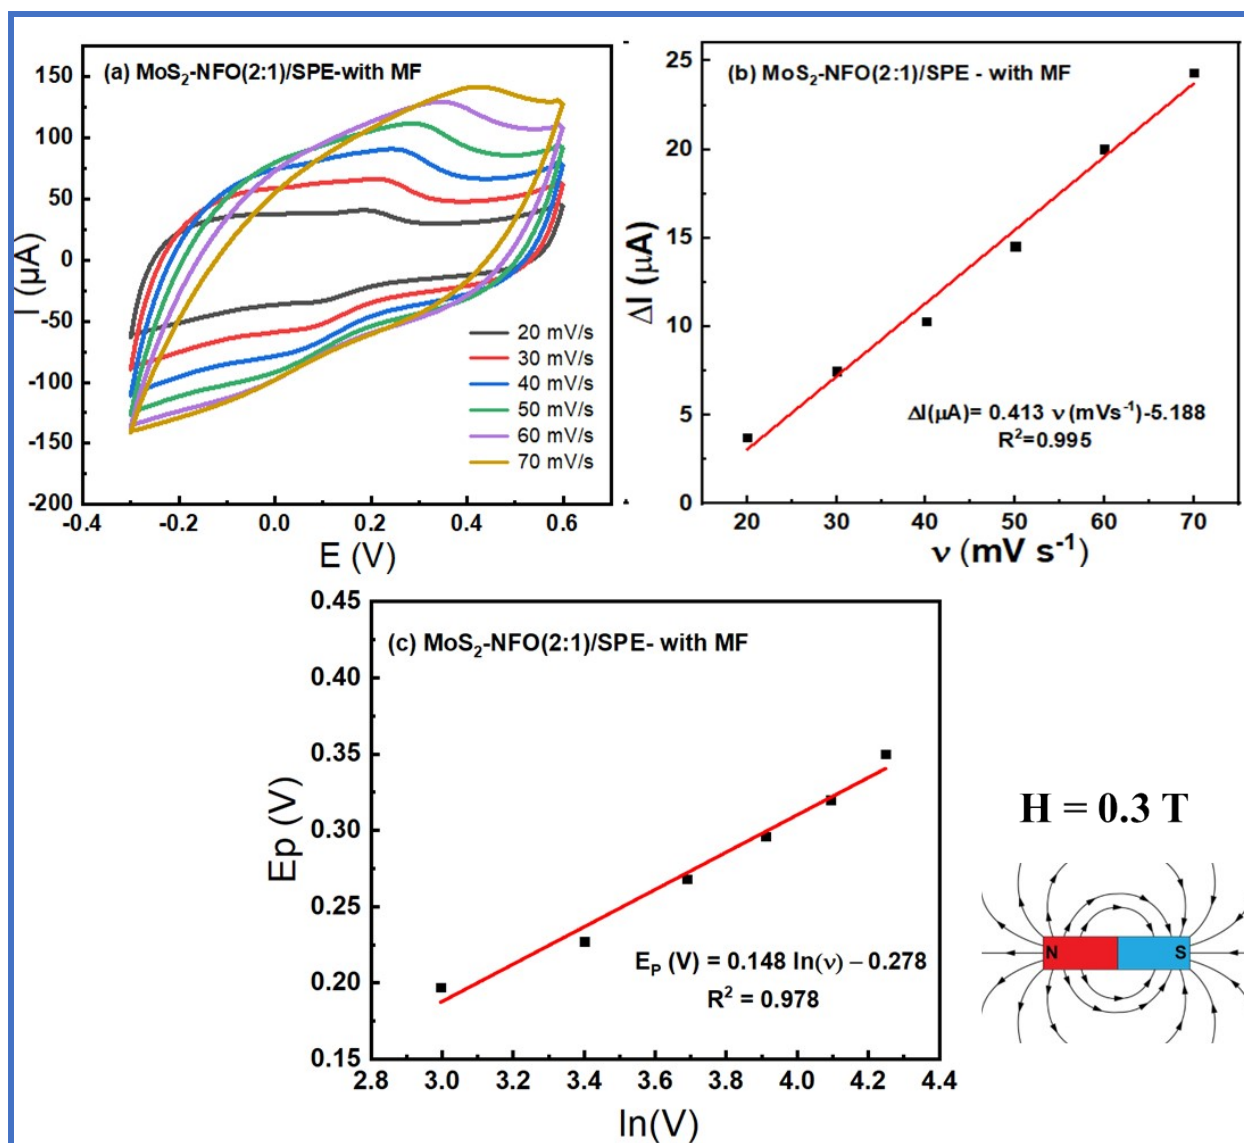 (a) MoS₂-NFO(2:1)/SPE-with MF
150
100
50
0
-50
-100
-150
-200
I (µA)
20 mV/s
30 mV/s
40 mV/s
50 mV/s
60 mV/s
70 mV/s
-0.4 -0.2 0.0 0.2 0.4 0.6
E (V)
(b) MoS₂-NFO(2:1)/SPE - with MF
25
20
15
10
5
0
ΔI (µA)
ΔI(µA)= 0.413 ν (mVs⁻¹)-5.188
R²=0.995
20 30 40 50 60 70
ν (mV s⁻¹)
(c) MoS₂-NFO(2:1)/SPE- with MF
0.45
0.40
0.35
0.30
0.25
0.20
0.15
Ep (V)
E_P (V) = 0.148 ln(ν) – 0.278
R² = 0.978
2.8 3.0 3.2 3.4 3.6 3.8 4.0 4.2 4.4
ln(V)
H = 0.3 T
N S